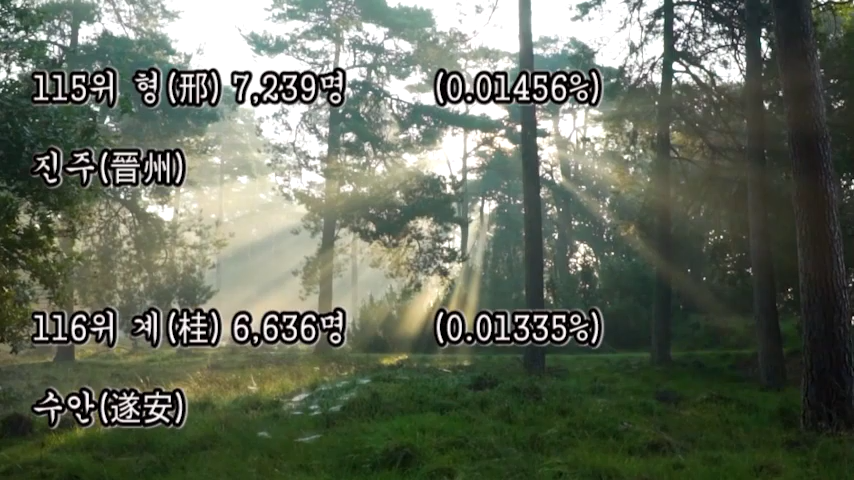 115위 형(邢) 7,239명 (0.01456%)
진주(晋州)
116위 계(桂) 6,636명 (0.01335%)
수안(遂安)